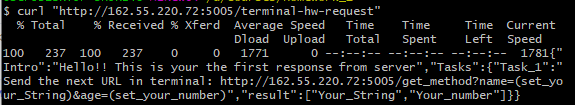 $ curl "http://162.55.220.72:5005/terminal-hw-request"
% Total % Received % Xferd Average Speed Time Time Time Current
Dload Upload Total Spent Left Speed
100 237 100 237 0 0 1771 0 --:--:-- --:--:-- --:--:-- 1781{"
Intro":"Hello!! This is your the first response from server","Tasks":{"Task_1":"
Send the next URL in terminal: http://162.55.220.72:5005/get_method?name=(set_yo
ur_String)&age=(set_your_number)","result":["Your_String","Your_number"]}}